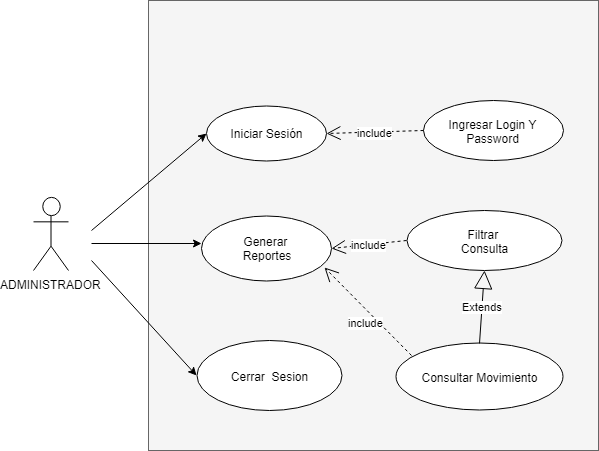 Iniciar Sesión
include
Ingresar Login Y
Password
ADMINISTRADOR
Generar
Reportes
include
Filtrar
Consulta
Extends
include
Cerrar  Sesion
Consultar Movimiento